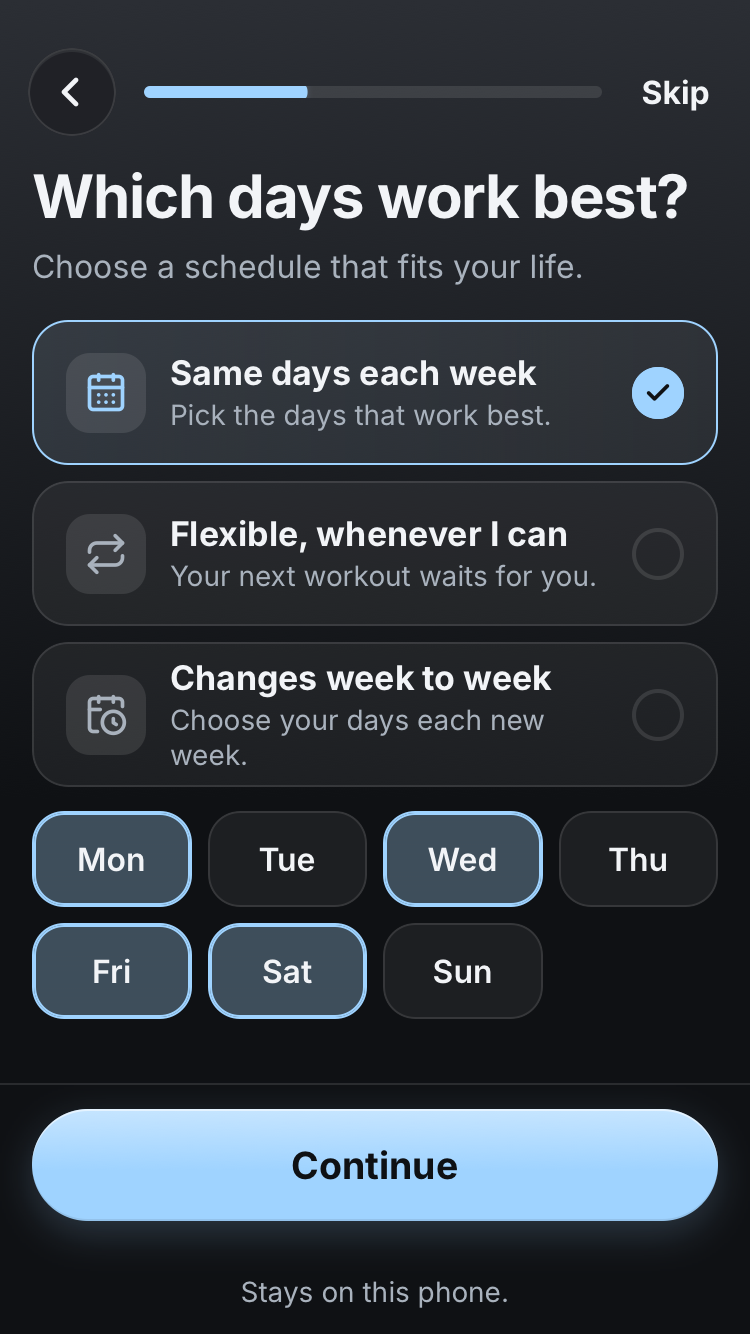 Skip
Which days work best?
Choose a schedule that fits your life.
Same days each week
Pick the days that work best.
Flexible, whenever I can
Your next workout waits for you.
Changes week to week
Choose your days each new
week.
Mon Tue Wed Thu
Fri Sat Sun
Continue
Stays on this phone.